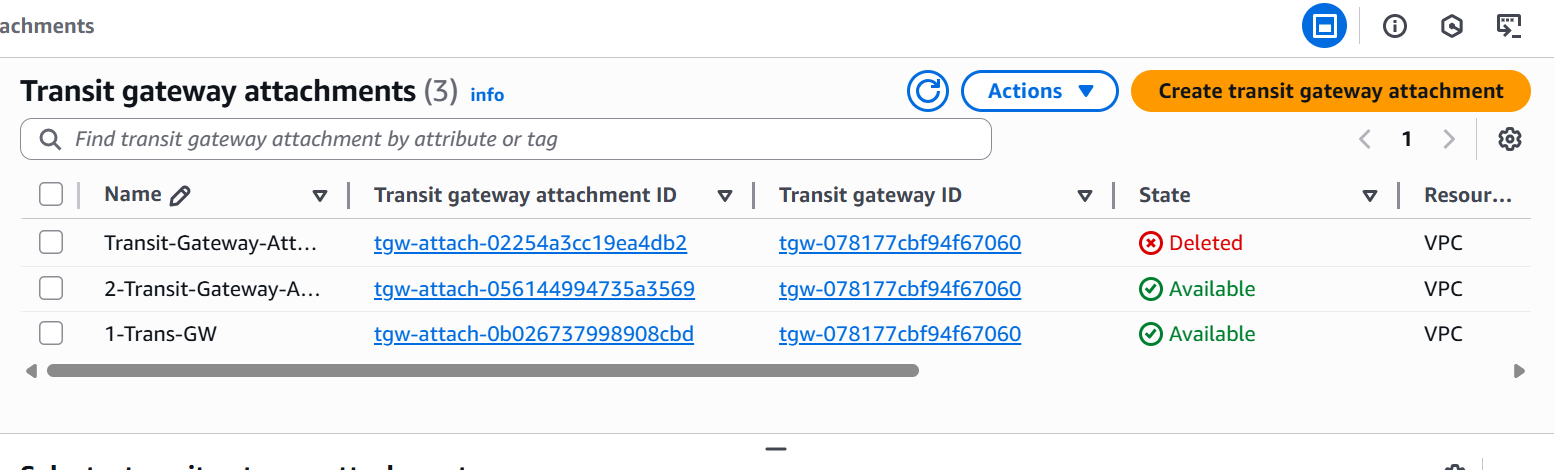 achments
Transit gateway attachments (3) info
Actions
Create transit gateway attachment
Find transit gateway attachment by attribute or tag
1
Name
Transit gateway attachment ID
Transit gateway ID
State
Resour...
Transit-Gateway-Att... tgw-attach-02254a3cc19ea4db2 tgw-078177cbf94f67060 Deleted VPC
2-Transit-Gateway-A... tgw-attach-056144994735a3569 tgw-078177cbf94f67060 Available VPC
1-Trans-GW tgw-attach-0b026737998908cbd tgw-078177cbf94f67060 Available VPC